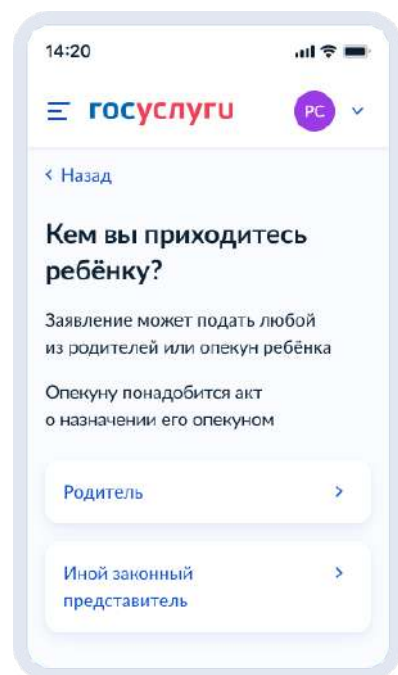 14:20
госуслуги
РС
Назад
Кем вы приходитесь
ребёнку?
Заявление может подать любой
из родителей или опекун ребёнка
Опекуну понадобится акт
о назначении его опекуном
Родитель
Иной законный
представитель